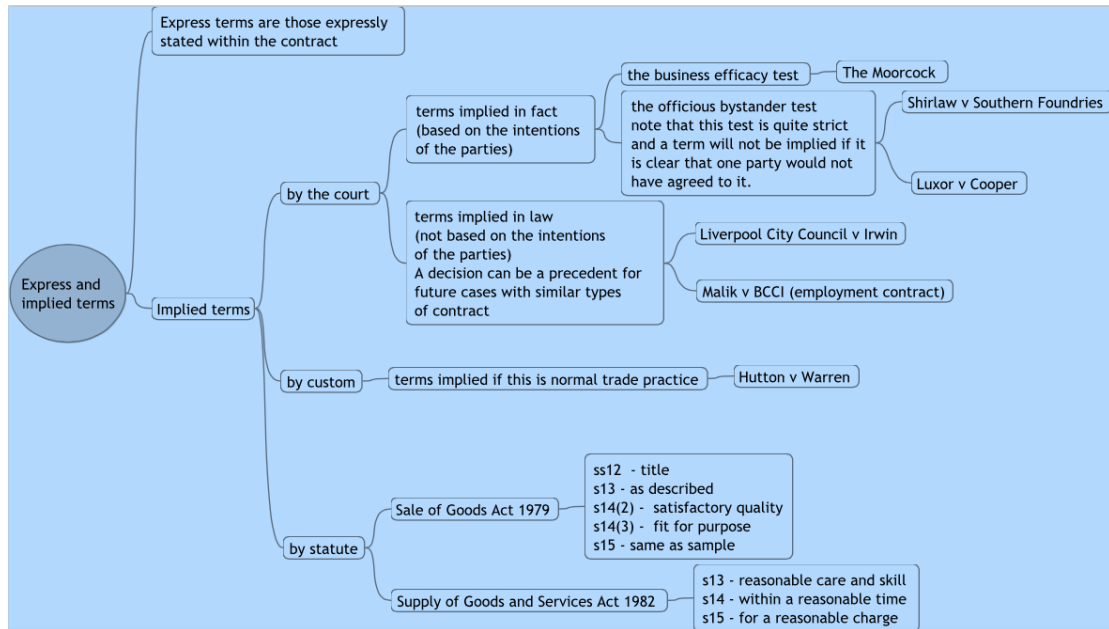 Express terms are those expressly
stated within the contract
the business efficacy test
The Moorcock
terms implied in fact
(based on the intentions
of the parties)
the officious bystander test
note that this test is quite strict
and a term will not be implied if it
is clear that one party would not
have agreed to it.
Shirlaw v Southern Foundries
Luxor v Cooper
by the court
terms implied in law
(not based on the intentions
of the parties)
A decision can be a precedent for
future cases with similar types
of contract
Liverpool City Council v Irwin
Malik v BCCI (employment contract)
Express and
implied terms
Implied terms
by custom
terms implied if this is normal trade practice
Hutton v Warren
by statute
Sale of Goods Act 1979
ss12 - title
s13 - as described
s14(2) - satisfactory quality
s14(3) - fit for purpose
s15 - same as sample
Supply of Goods and Services Act 1982
s13 - reasonable care and skill
s14 - within a reasonable time
s15 - for a reasonable charge